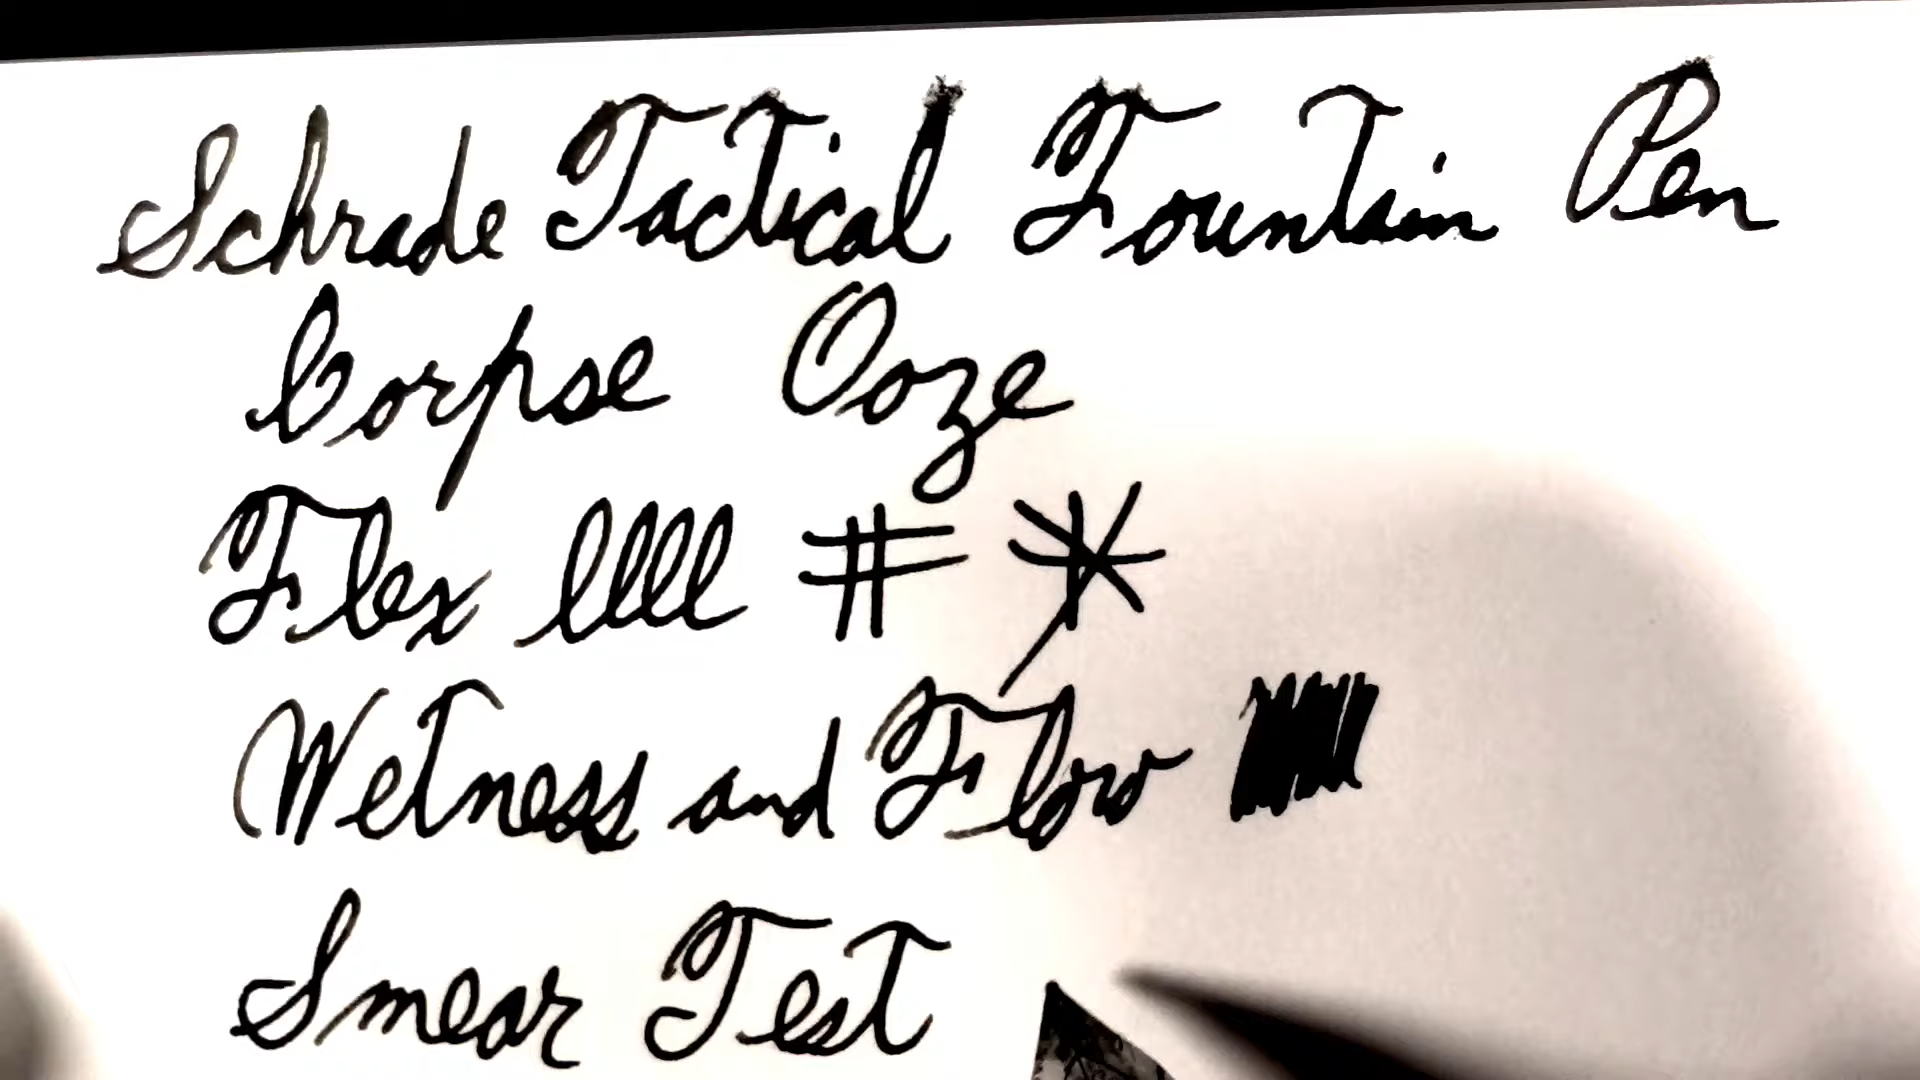 Schrade Tactical Fountain Pen
Corpse Ooze
Flex llll # *
Wetness and Flow
Smear Test